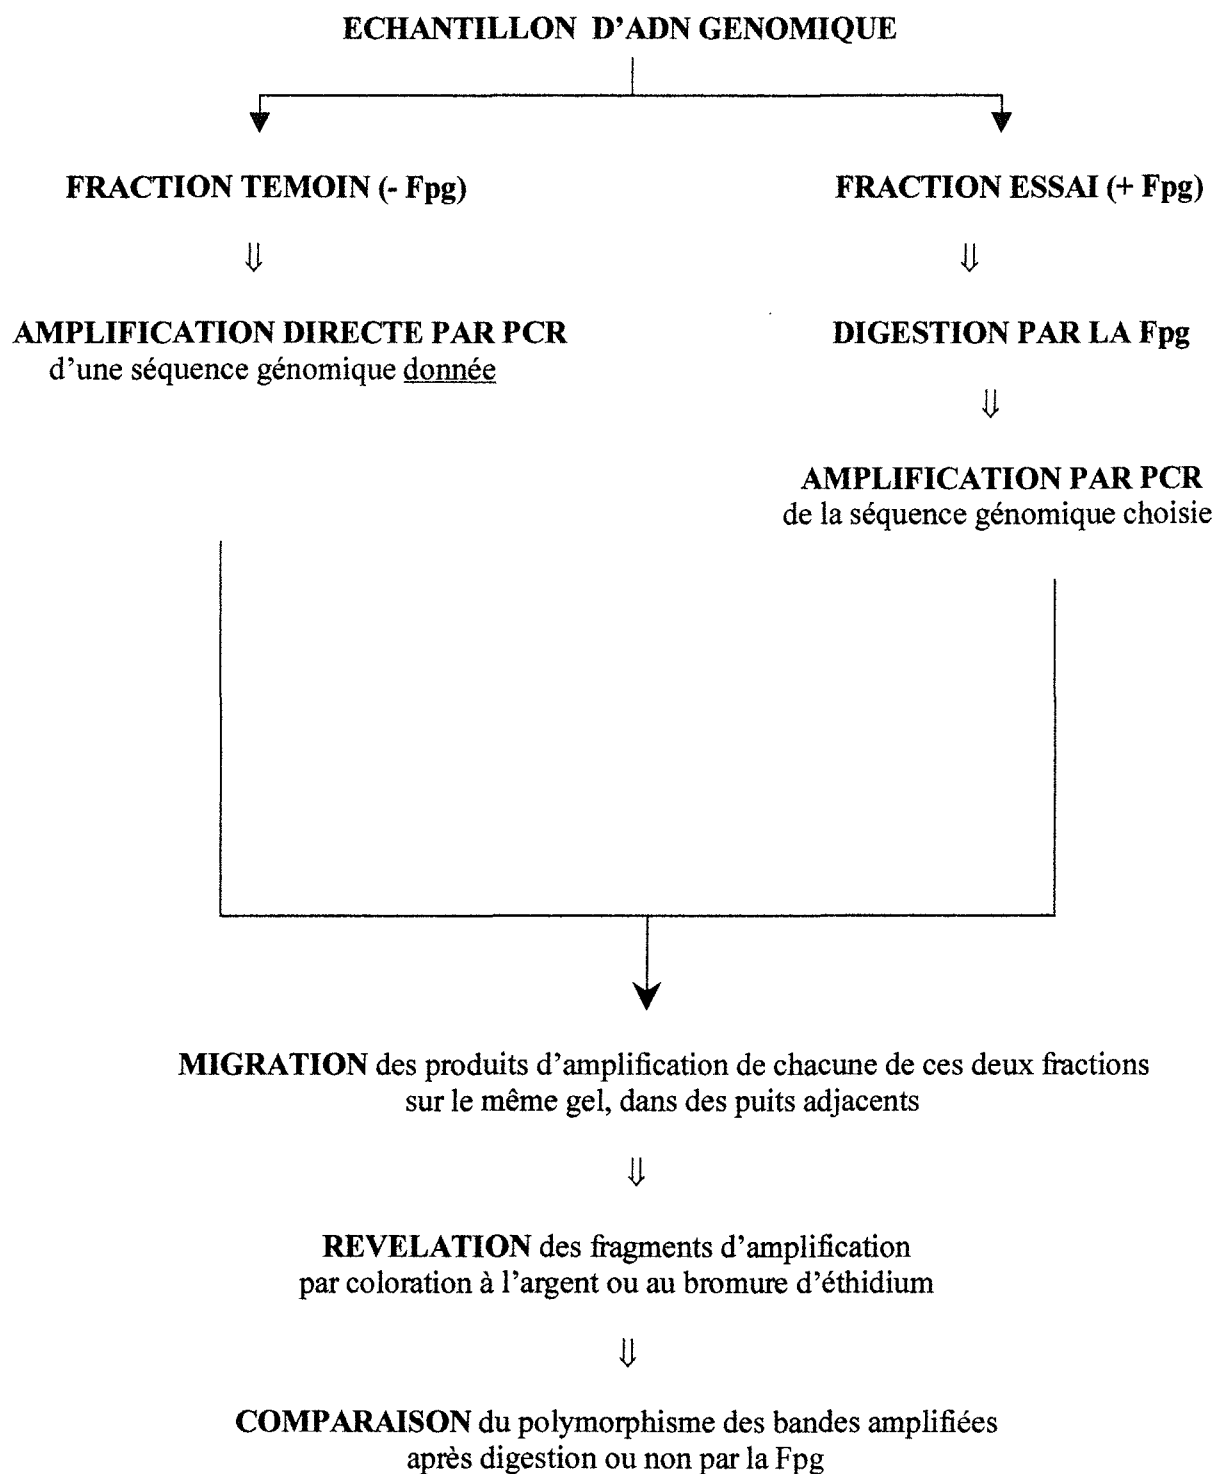 ECHANTILLON D'ADN GENOMIQUE
FRACTION TEMOIN (- Fpg)
⇓
AMPLIFICATION DIRECTE PAR PCR
d'une séquence génomique donnée
FRACTION ESSAI (+ Fpg)
⇓
DIGESTION PAR LA Fpg
⇓
AMPLIFICATION PAR PCR
de la séquence génomique choisie
MIGRATION des produits d'amplification de chacune de ces deux fractions
sur le même gel, dans des puits adjacents
⇓
REVELATION des fragments d'amplification
par coloration à l'argent ou au bromure d'éthidium
⇓
COMPARAISON du polymorphisme des bandes amplifiées
après digestion ou non par la Fpg